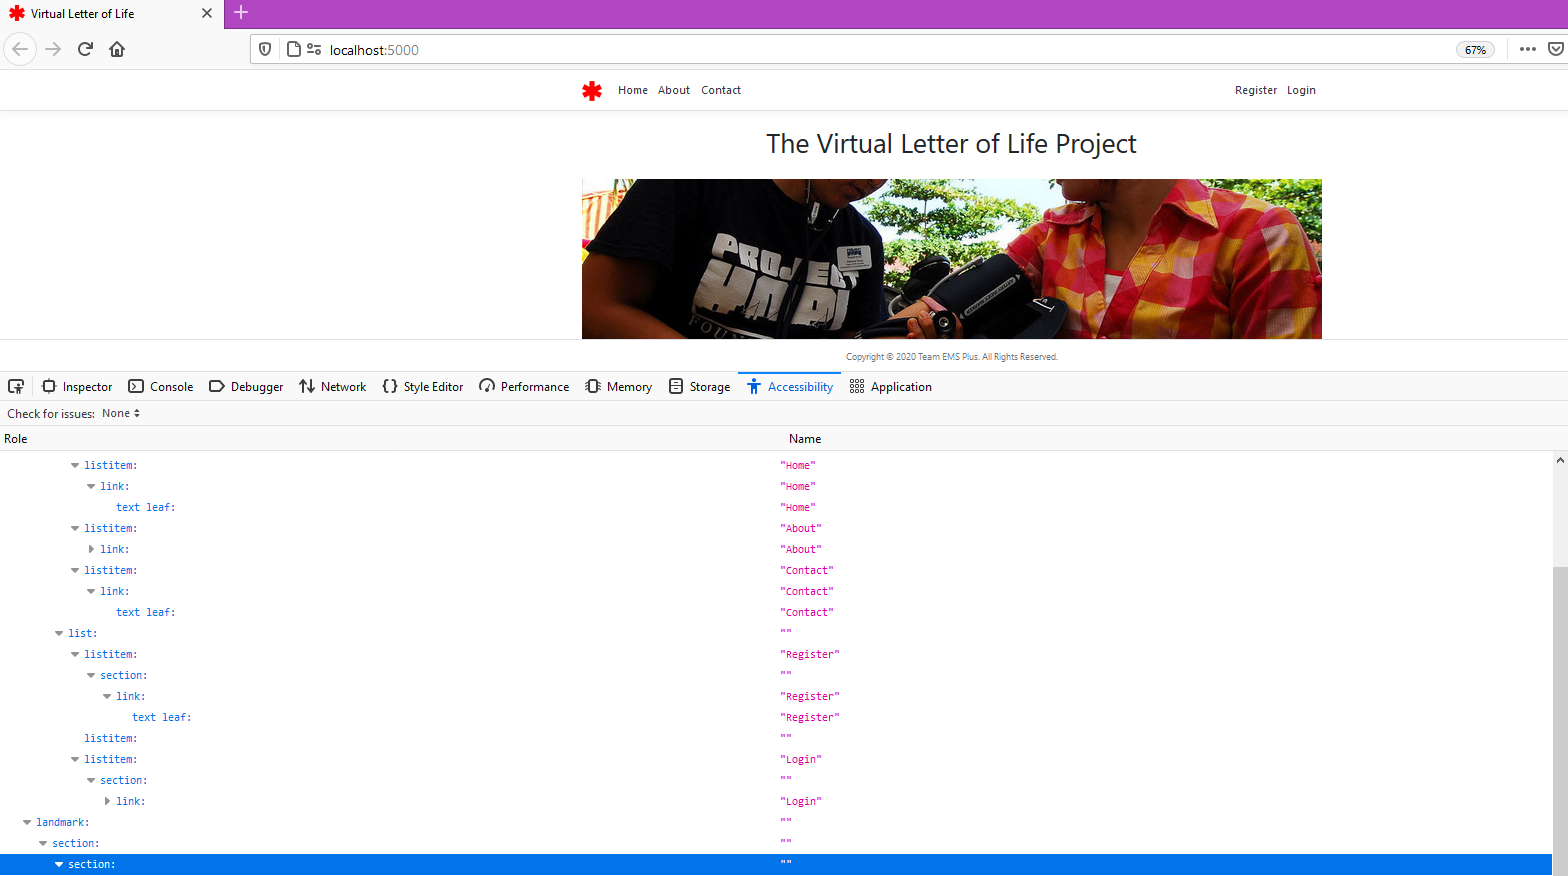 Virtual Letter of Life
localhost:5000
67%
Home About Contact Register Login
The Virtual Letter of Life Project
PROJECT
HOPE
FOUN
Copyright © 2020 Team EMS Plus. All Rights Reserved.
Inspector Console Debugger Network Style Editor Performance Memory Storage Accessibility Application
Check for issues: None
Role Name
listitem: "Home"
link: "Home"
text leaf: "Home"
listitem: "About"
link: "About"
listitem: "Contact"
link: "Contact"
text leaf: "Contact"
list: ""
listitem: "Register"
section: ""
link: "Register"
text leaf: "Register"
listitem: ""
listitem: "Login"
section: ""
link: "Login"
landmark: ""
section: ""
section: ""